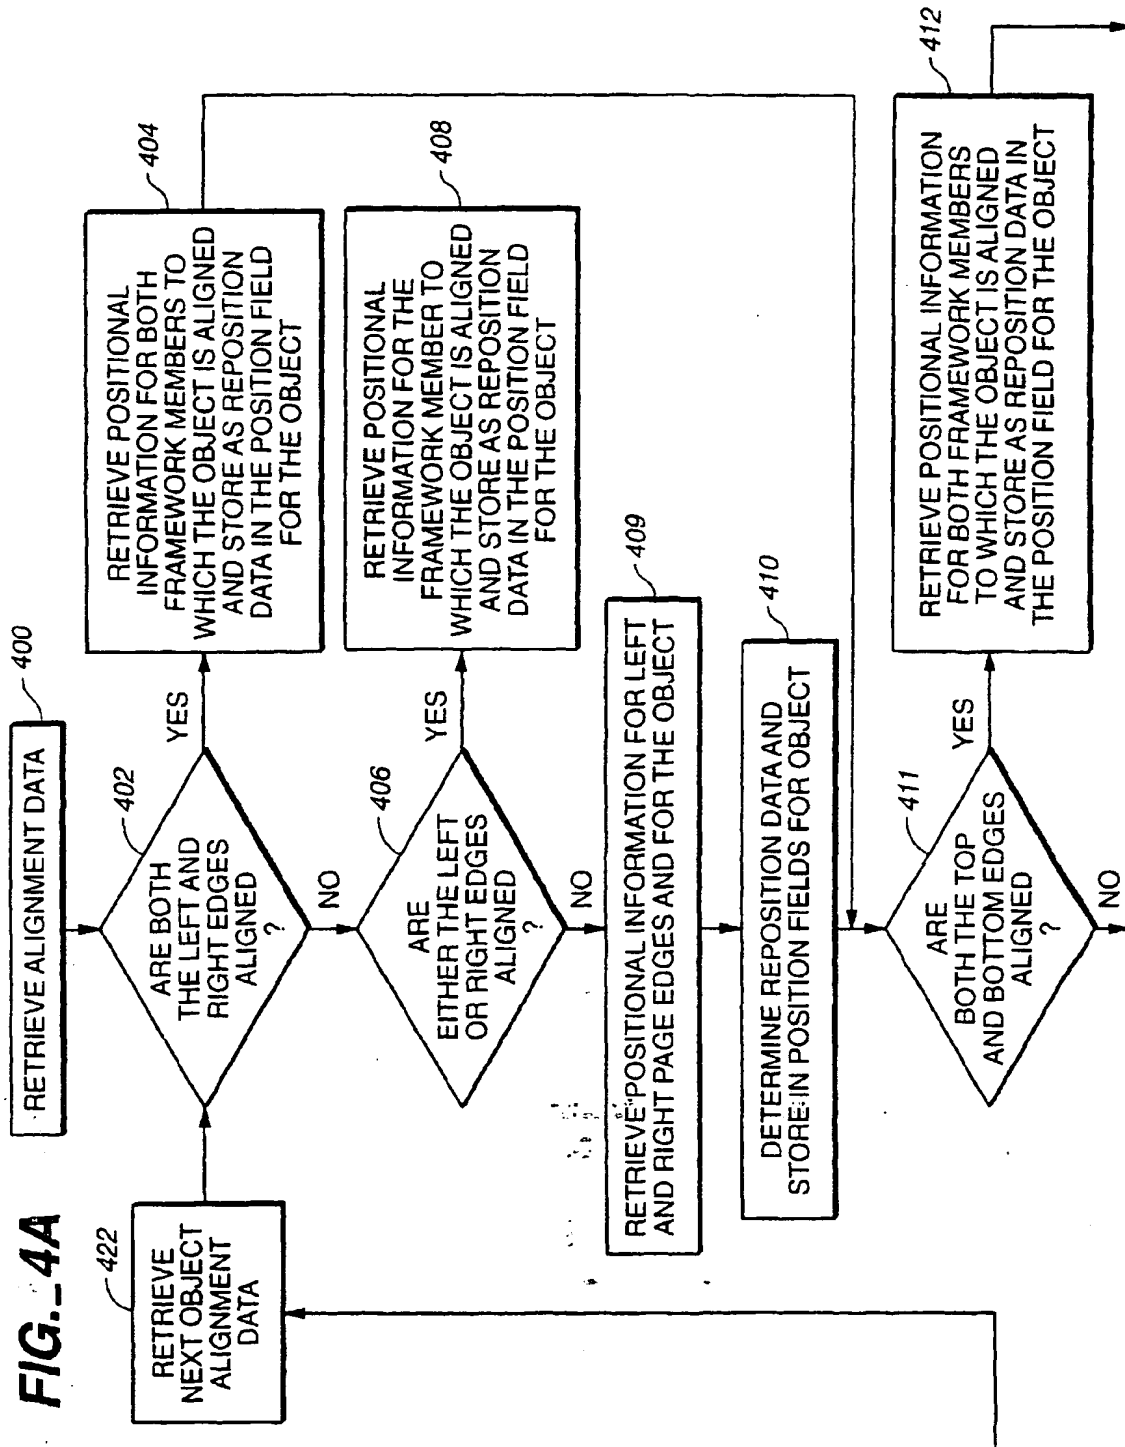 FIG._4A
400
RETRIEVE ALIGNMENT DATA
422
RETRIEVE
NEXT OBJECT
ALIGNMENT
DATA
402
ARE BOTH
THE LEFT AND
RIGHT EDGES
ALIGNED
?
YES
NO
404
RETRIEVE POSITIONAL
INFORMATION FOR BOTH
FRAMEWORK MEMBERS TO
WHICH THE OBJECT IS ALIGNED
AND STORE AS REPOSITION
DATA IN THE POSITION FIELD
FOR THE OBJECT
406
ARE
EITHER THE LEFT
OR RIGHT EDGES
ALIGNED
?
YES
NO
408
RETRIEVE POSITIONAL
INFORMATION FOR THE
FRAMEWORK MEMBER TO
WHICH THE OBJECT IS ALIGNED
AND STORE AS REPOSITION
DATA IN THE POSITION FIELD
FOR THE OBJECT
409
RETRIEVE POSITIONAL INFORMATION FOR LEFT
AND RIGHT PAGE EDGES AND FOR THE OBJECT
410
DETERMINE REPOSITION DATA AND
STORE IN POSITION FIELDS FOR OBJECT
411
ARE
BOTH THE TOP
AND BOTTOM EDGES
ALIGNED
?
YES
NO
412
RETRIEVE POSITIONAL INFORMATION
FOR BOTH FRAMEWORK MEMBERS
TO WHICH THE OBJECT IS ALIGNED
AND STORE AS REPOSITION DATA IN
THE POSITION FIELD FOR THE OBJECT